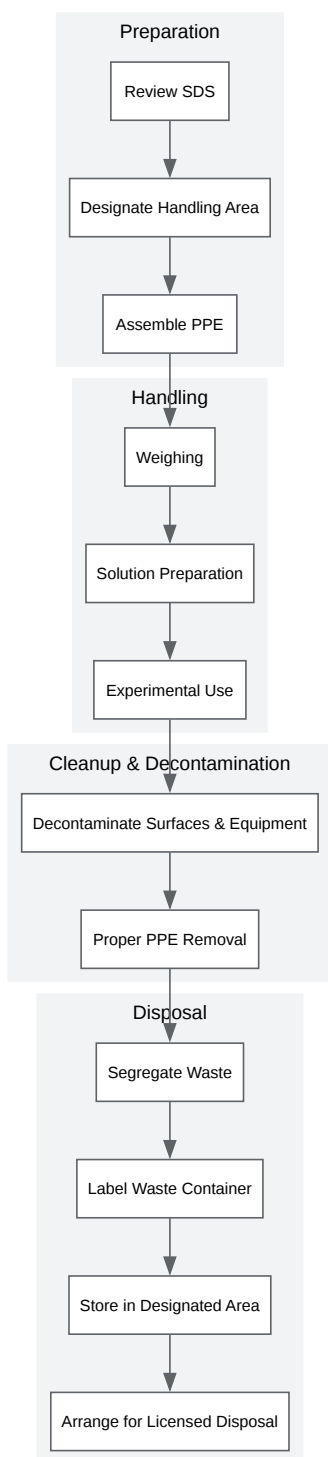 Preparation
Review SDS
Designate Handling Area
Assemble PPE
Handling
Weighing
Solution Preparation
Experimental Use
Cleanup & Decontamination
Decontaminate Surfaces & Equipment
Proper PPE Removal
Disposal
Segregate Waste
Label Waste Container
Store in Designated Area
Arrange for Licensed Disposal